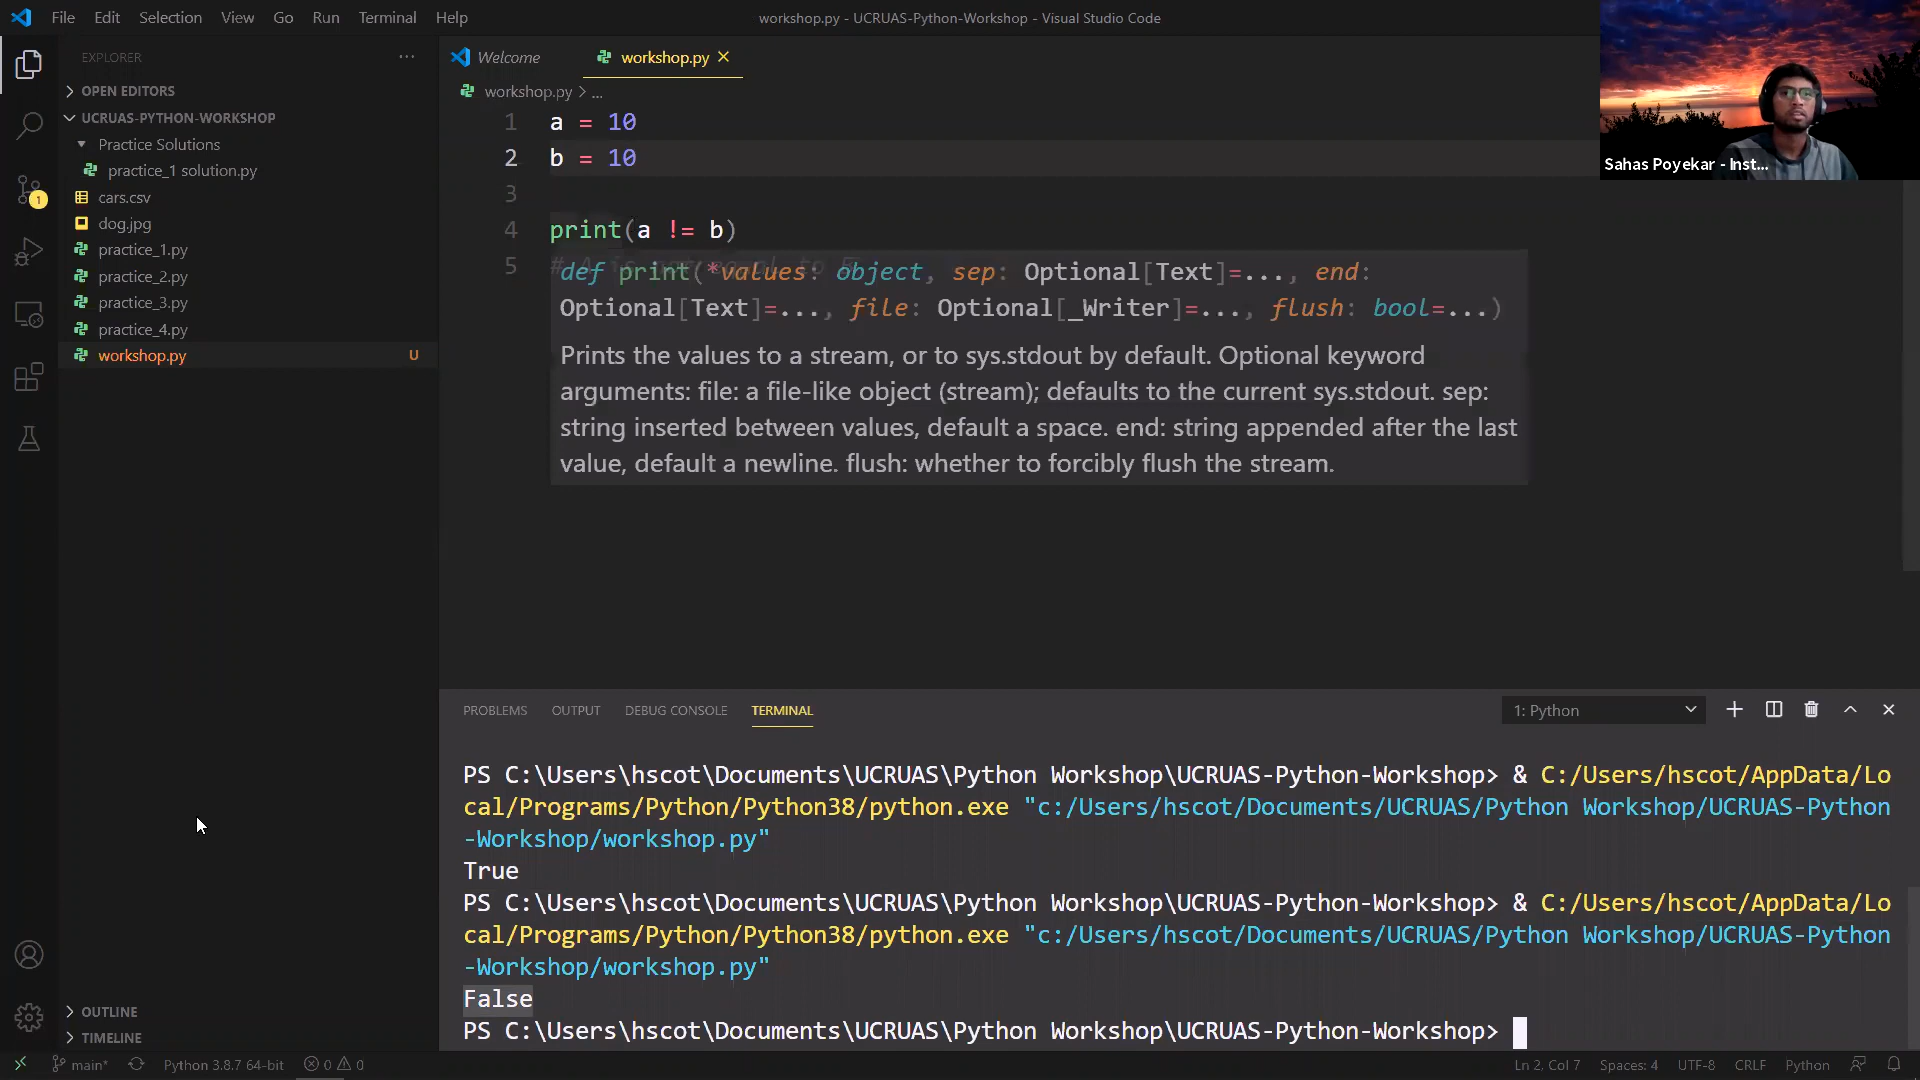 File Edit Selection View Go Run Terminal Help
workshop.py - UCRUAS-Python-Workshop - Visual Studio Code
EXPLORER
OPEN EDITORS
UCRUAS-PYTHON-WORKSHOP
Practice Solutions
practice_1 solution.py
cars.csv
dog.jpg
practice_1.py
practice_2.py
practice_3.py
practice_4.py
workshop.py U
1
OUTLINE
TIMELINE
Welcome workshop.py
workshop.py > ...
1 a = 10
2 b = 10
3
4 print(a != b)
5 #
def print(*values: object, sep: Optional[Text]=..., end:
Optional[Text]=..., file: Optional[_Writer]=..., flush: bool=...)
Prints the values to a stream, or to sys.stdout by default. Optional keyword
arguments: file: a file-like object (stream); defaults to the current sys.stdout. sep:
string inserted between values, default a space. end: string appended after the last
value, default a newline. flush: whether to forcibly flush the stream.
Sahas Poyekar - Inst...
PROBLEMS OUTPUT DEBUG CONSOLE TERMINAL
1: Python
PS C:\Users\hscot\Documents\UCRUAS\Python Workshop\UCRUAS-Python-Workshop> & C:/Users/hscot/AppData/Lo
cal/Programs/Python/Python38/python.exe "c:/Users/hscot/Documents/UCRUAS/Python Workshop/UCRUAS-Python
-Workshop/workshop.py"
True
PS C:\Users\hscot\Documents\UCRUAS\Python Workshop\UCRUAS-Python-Workshop> & C:/Users/hscot/AppData/Lo
cal/Programs/Python/Python38/python.exe "c:/Users/hscot/Documents/UCRUAS/Python Workshop/UCRUAS-Python
-Workshop/workshop.py"
False
PS C:\Users\hscot\Documents\UCRUAS\Python Workshop\UCRUAS-Python-Workshop>
main* Python 3.8.7 64-bit 0 0
Ln 2, Col 7 Spaces: 4 UTF-8 CRLF Python